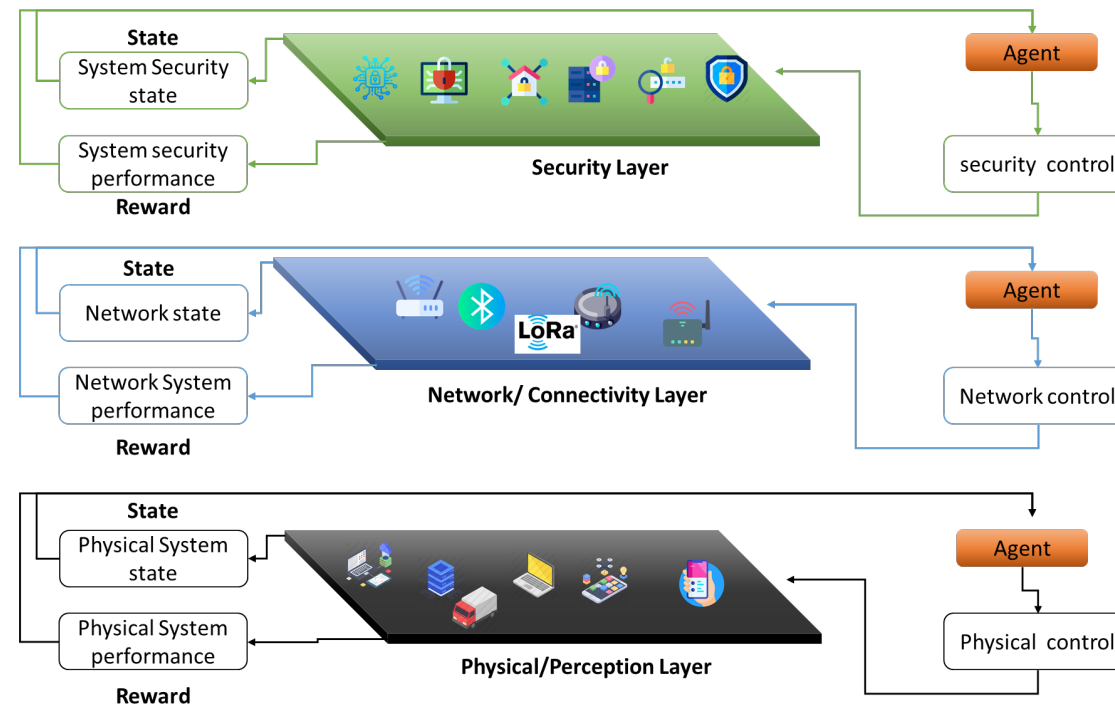 State
System Security
state
System security
performance
Reward
Security Layer
Agent
security control
State
Network state
Network System
performance
Reward
LoRa
Network/ Connectivity Layer
Agent
Network control
State
Physical System
state
Physical System
performance
Reward
Physical/Perception Layer
Agent
Physical control